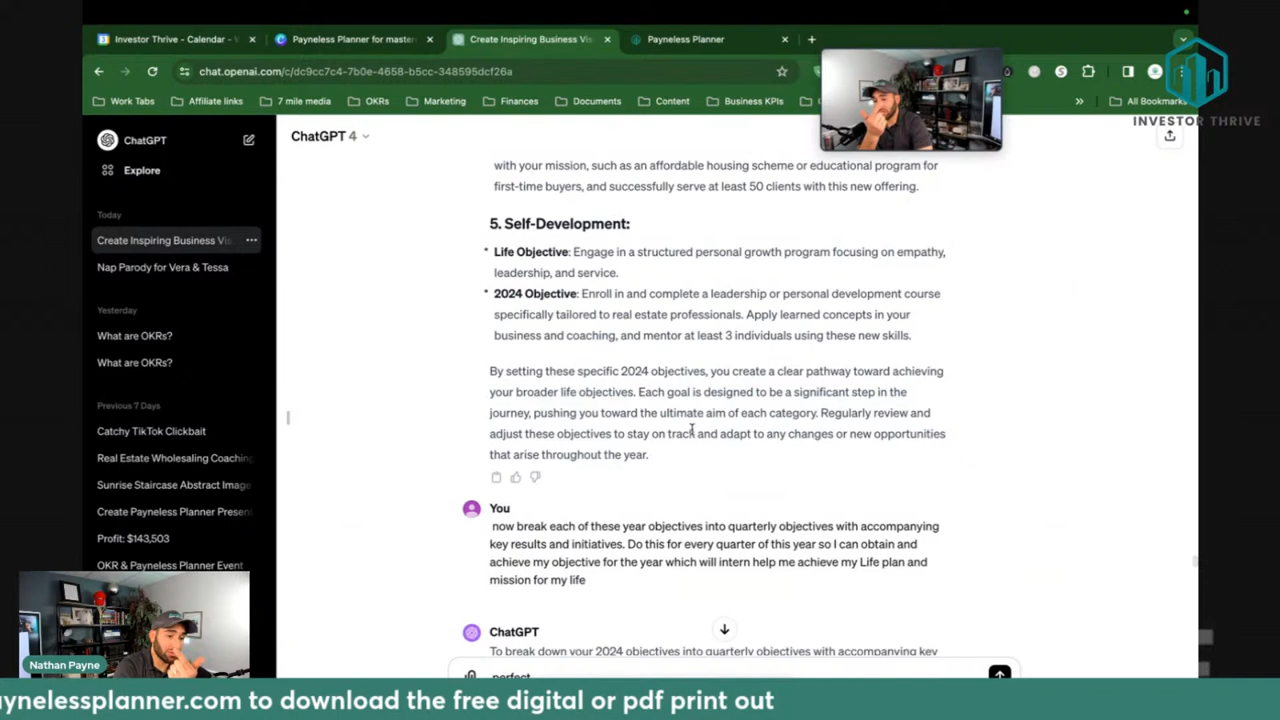 Investor Thrive - Calendar - W
Payneless Planner for master
Create Inspiring Business Vis
Payneless Planner
chat.openai.com/c/dc9cc7c4-7b0e-4658-b5cc-348595dcf26a
Work Tabs
Affiliate links
7 mile media
OKRs
Marketing
Finances
Documents
Content
Business KPIs
All Bookmarks
INVESTOR THRIVE
ChatGPT
Explore
Today
Create Inspiring Business Vis
Nap Parody for Vera & Tessa
Yesterday
What are OKRs?
What are OKRs?
Previous 7 Days
Catchy TikTok Clickbait
Real Estate Wholesaling Coaching
Sunrise Staircase Abstract Image
Create Payneless Planner Present
Profit: $143,503
OKR & Payneless Planner Event
ChatGPT 4
with your mission, such as an affordable housing scheme or educational program for
first-time buyers, and successfully serve at least 50 clients with this new offering.
5. Self-Development:
Life Objective: Engage in a structured personal growth program focusing on empathy,
leadership, and service.
2024 Objective: Enroll in and complete a leadership or personal development course
specifically tailored to real estate professionals. Apply learned concepts in your
business and coaching, and mentor at least 3 individuals using these new skills.
By setting these specific 2024 objectives, you create a clear pathway toward achieving
your broader life objectives. Each goal is designed to be a significant step in the
journey, pushing you toward the ultimate aim of each category. Regularly review and
adjust these objectives to stay on track and adapt to any changes or new opportunities
that arise throughout the year.
You
now break each of these year objectives into quarterly objectives with accompanying
key results and initiatives. Do this for every quarter of this year so I can obtain and
achieve my objective for the year which will intern help me achieve my Life plan and
mission for my life
ChatGPT
To break down your 2024 objectives into quarterly objectives with accompanying key
perfect
Nathan Payne
aynelessplanner.com to download the free digital or pdf print out